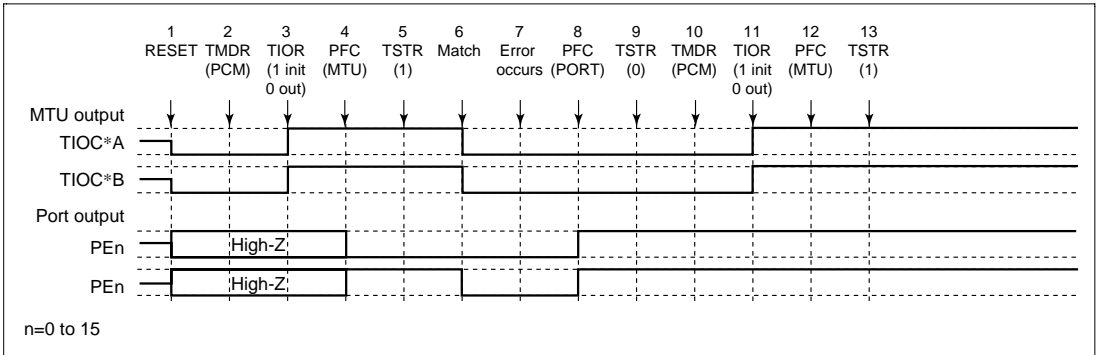 1 2 3 4 5 6 7 8 9 10 11 12 13
RESET TMDR TIOR PFC TSTR Match Error PFC TSTR TMDR TIOR PFC TSTR
(PCM) (1 init (MTU) (1) occurs (PORT) (0) (PCM) (1 init (MTU) (1)
0 out) 0 out)
MTU output
TIOC*A
TIOC*B
Port output
PEn High-Z
PEn High-Z
n=0 to 15